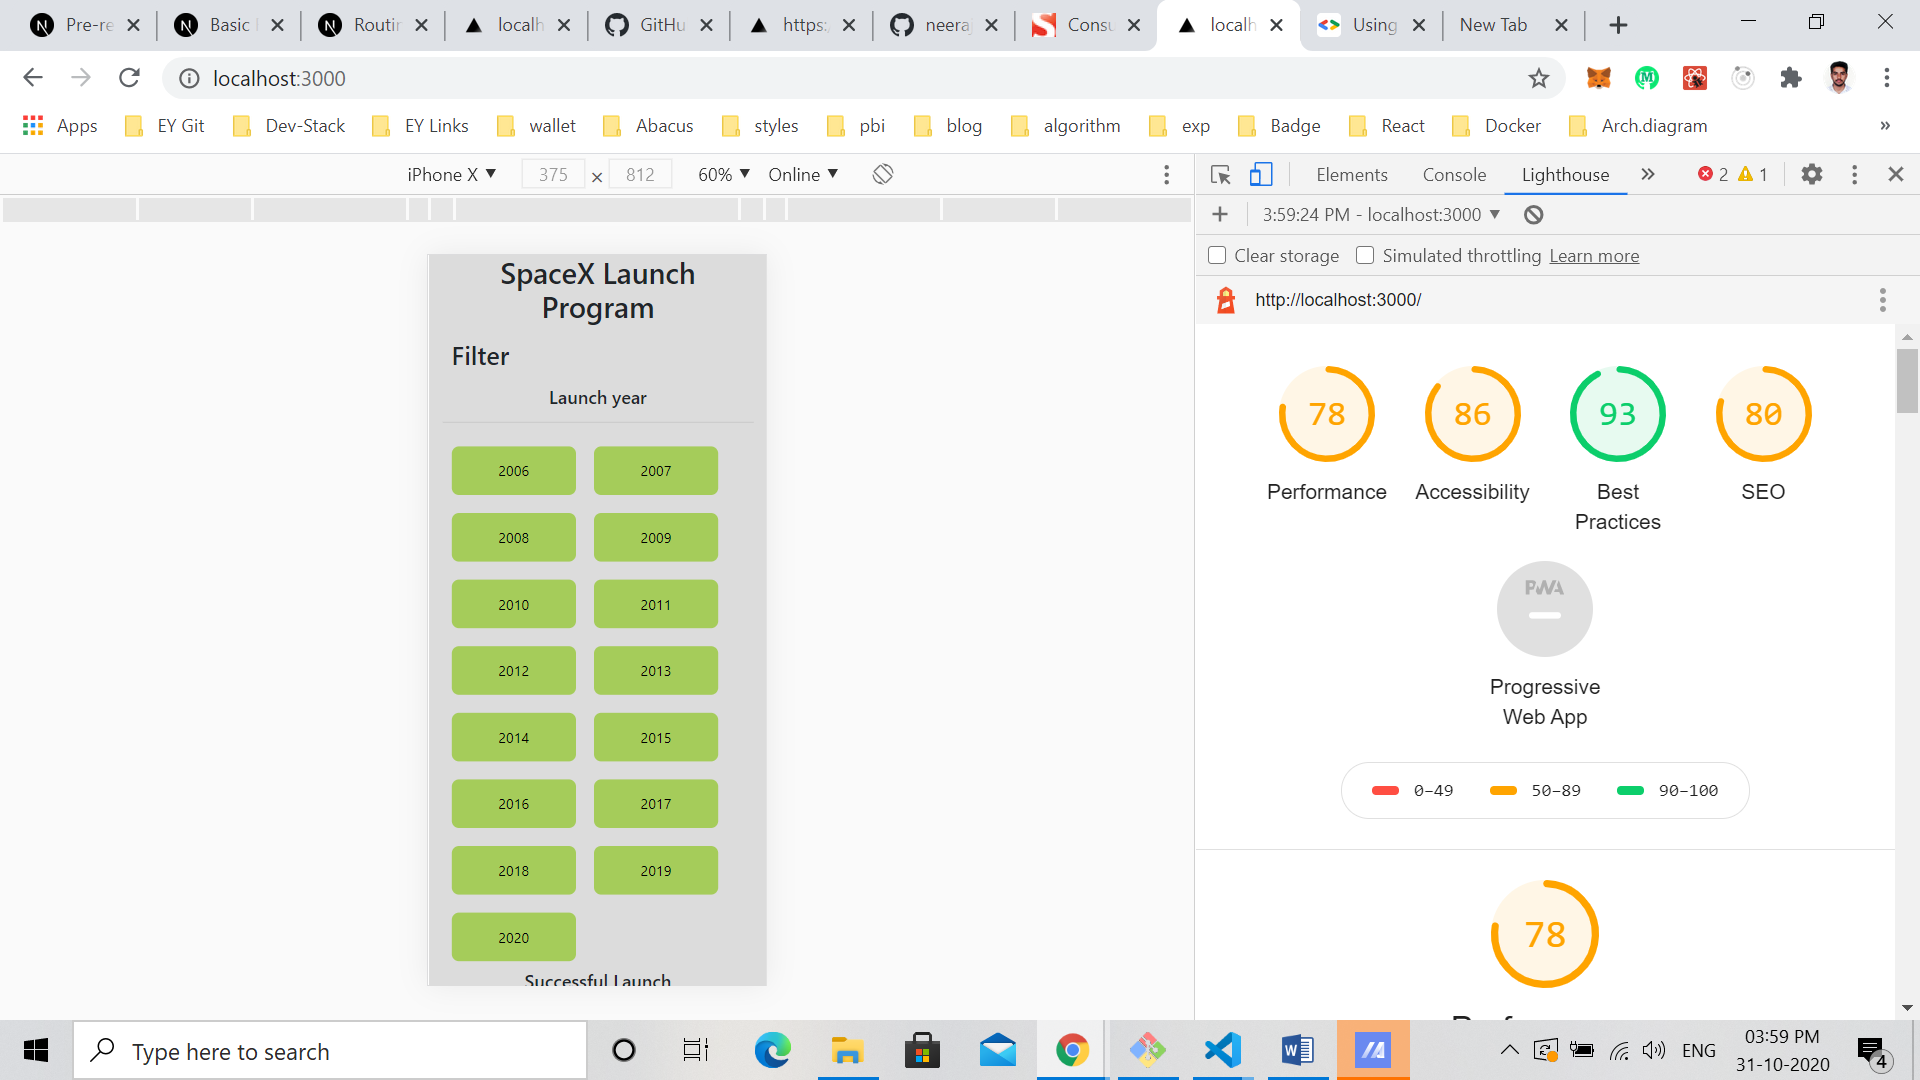 Pre-re
Basic
Routin
localh
GitHu
https:/
neeraj
Consu
localh
Using
New Tab
localhost:3000
Apps
EY Git
Dev-Stack
EY Links
wallet
Abacus
styles
pbi
blog
algorithm
exp
Badge
React
Docker
Arch.diagram
»
iPhone X ▼ 375 × 812 60% ▼ Online ▼
Elements Console Lighthouse » 2 1
3:59:24 PM - localhost:3000 ▼
Clear storage Simulated throttling Learn more
http://localhost:3000/
SpaceX Launch
Program
Filter
Launch year
2006 2007
2008 2009
2010 2011
2012 2013
2014 2015
2016 2017
2018 2019
2020
Successful Launch
78 86 93 80
Performance Accessibility Best
Practices SEO
PWA
Progressive
Web App
0–49 50–89 90–100
78
Type here to search
ENG
03:59 PM
31-10-2020
4